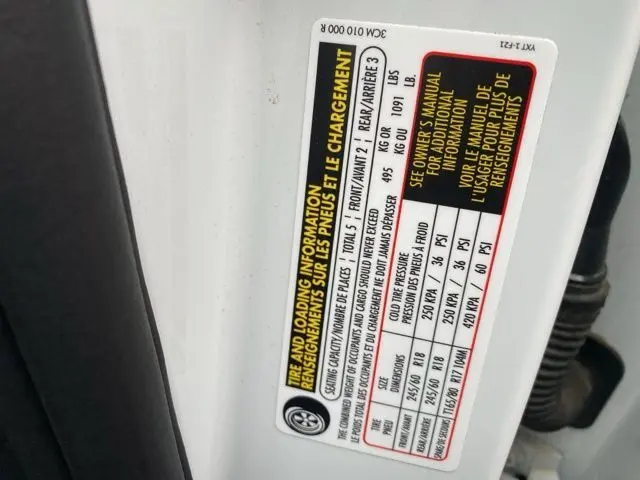 3CM 010 000 R
YXT 1-F21
TIRE AND LOADING INFORMATION
RENSEIGNEMENTS SUR LES PNEUS ET LE CHARGEMENT
SEATING CAPACITY/NOMBRE DE PLACES TOTAL 5 FRONT/AVANT 2 REAR/ARRIÈRE 3
THE COMBINED WEIGHT OF OCCUPANTS AND CARGO SHOULD NEVER EXCEED 495 KG OR 1091 LBS
LE POIDS TOTAL DES OCCUPANTS ET DU CHARGEMENT NE DOIT JAMAIS DÉPASSER KG OU LB.
TIRE SIZE COLD TIRE PRESSURE
PNEU DIMENSIONS PRESSION DES PNEUS À FROID
FRONT/AVANT 245/60 R18 250 KPA / 36 PSI
REAR/ARRIÈRE 245/60 R18 250 KPA / 36 PSI
SPARE/DE SECOURS T165/80 R17 104M 420 KPA / 60 PSI
SEE OWNER'S MANUAL
FOR ADDITIONAL
INFORMATION
VOIR LE MANUEL DE
L'USAGER POUR PLUS DE
RENSEIGNEMENTS